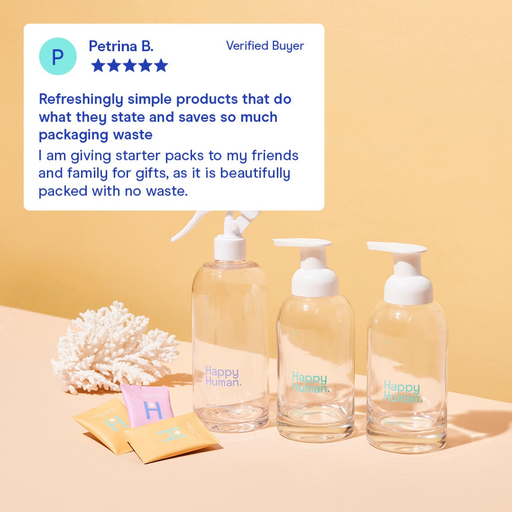 P
Petrina B.
Verified Buyer
Refreshingly simple products that do
what they state and saves so much
packaging waste
I am giving starter packs to my friends
and family for gifts, as it is beautifully
packed with no waste.
Happy
Human.
Happy
Human.
Happy
Human.
H
H
H